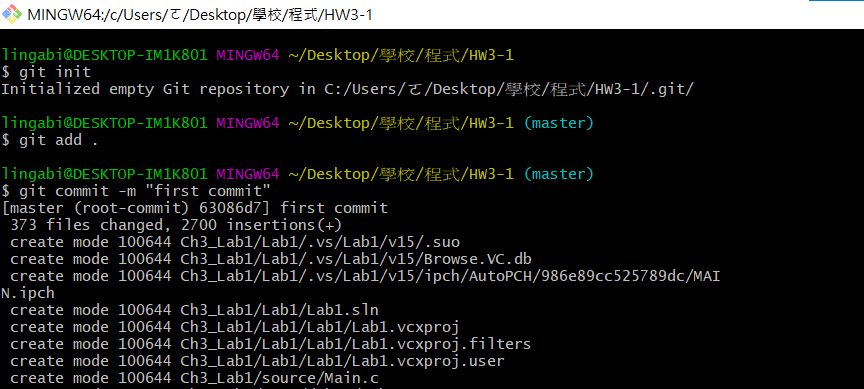 MINGW64:/c/Users/ㄛ/Desktop/學校/程式/HW3-1
lingabi@DESKTOP-IM1K801 MINGW64 ~/Desktop/學校/程式/HW3-1
$ git init
Initialized empty Git repository in C:/Users/ㄛ/Desktop/學校/程式/HW3-1/.git/
lingabi@DESKTOP-IM1K801 MINGW64 ~/Desktop/學校/程式/HW3-1 (master)
$ git add .
lingabi@DESKTOP-IM1K801 MINGW64 ~/Desktop/學校/程式/HW3-1 (master)
$ git commit -m "first commit"
[master (root-commit) 63086d7] first commit
373 files changed, 2700 insertions(+)
create mode 100644 Ch3_Lab1/Lab1/.vs/Lab1/v15/.suo
create mode 100644 Ch3_Lab1/Lab1/.vs/Lab1/v15/Browse.VC.db
create mode 100644 Ch3_Lab1/Lab1/.vs/Lab1/v15/ipch/AutoPCH/986e89cc525789dc/MAI
N.ipch
create mode 100644 Ch3_Lab1/Lab1/Lab1.sln
create mode 100644 Ch3_Lab1/Lab1/Lab1/Lab1.vcxproj
create mode 100644 Ch3_Lab1/Lab1/Lab1/Lab1.vcxproj.filters
create mode 100644 Ch3_Lab1/Lab1/Lab1/Lab1.vcxproj.user
create mode 100644 Ch3_Lab1/source/Main.c